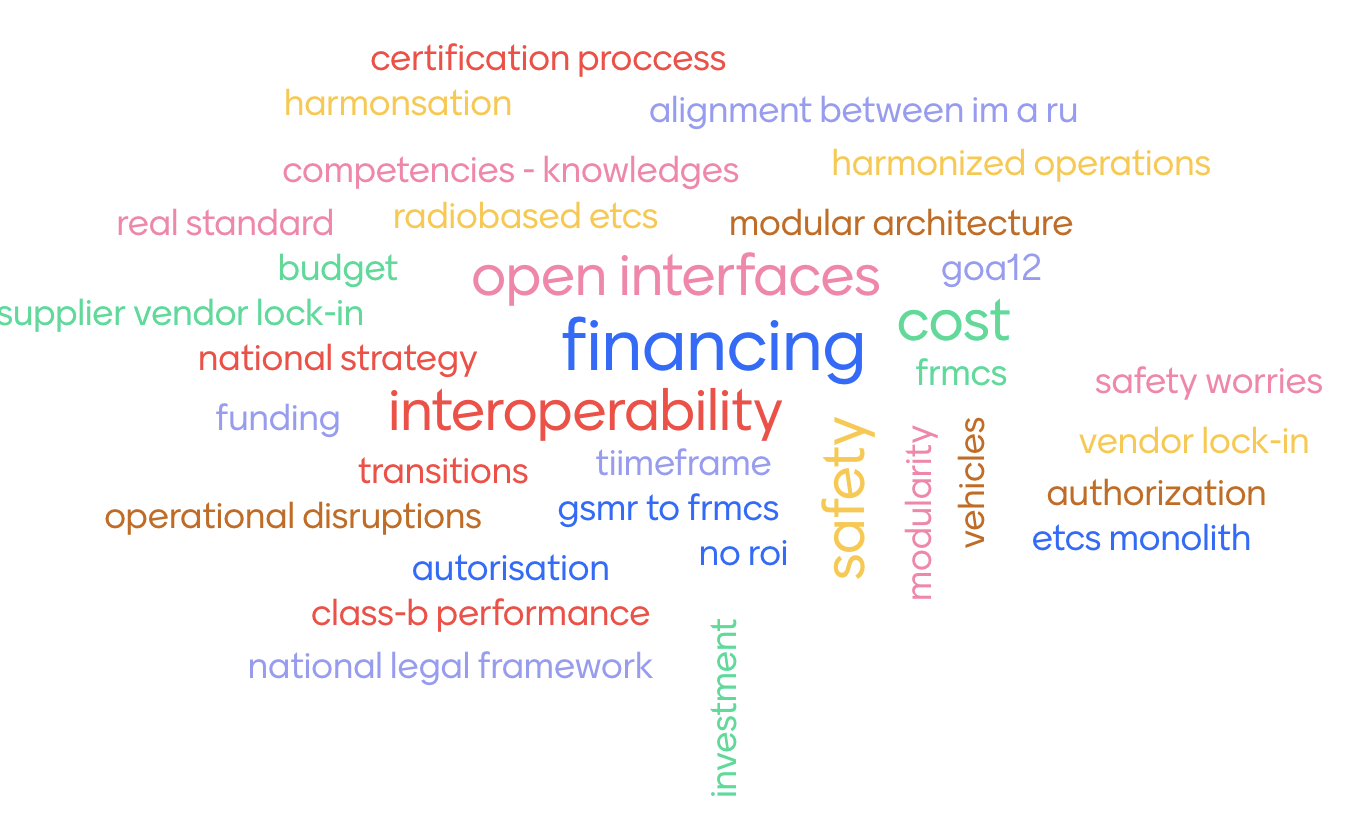 certification proccess
harmonsation
alignment between im a ru
competencies - knowledges
harmonized operations
real standard
radiobased etcs
modular architecture
budget
open interfaces
goa12
supplier vendor lock-in
cost
national strategy
financing
frmcs
safety worries
funding
interoperability
safety
modularity
vehicles
vendor lock-in
transitions
tiimeframe
authorization
operational disruptions
gsmr to frmcs
etcs monolith
no roi
autorisation
class-b performance
national legal framework
investment